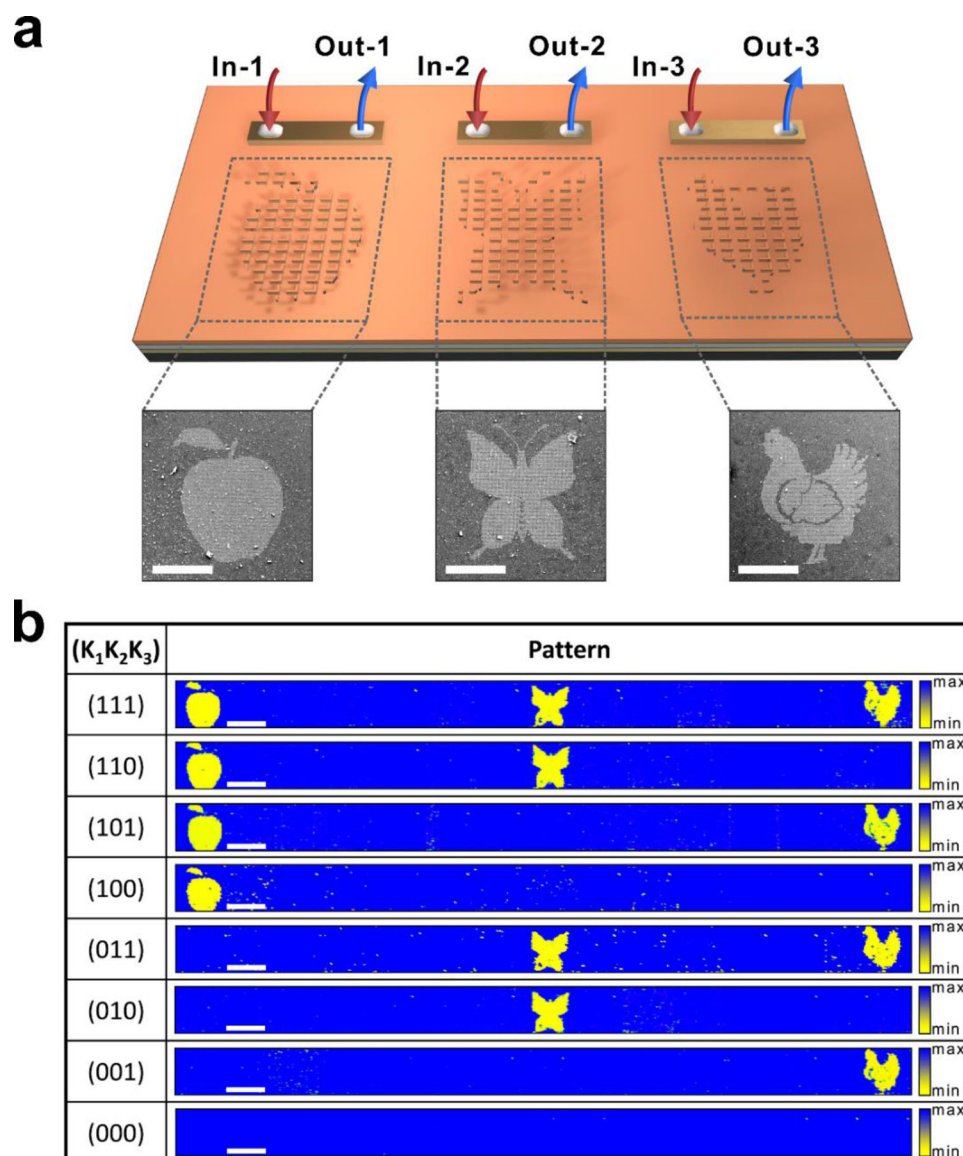 a
In-1 Out-1 In-2 Out-2 In-3 Out-3
b
(K₁K₂K₃) Pattern
(111) max min
(110) max min
(101) max min
(100) max min
(011) max min
(010) max min
(001) max min
(000) max min